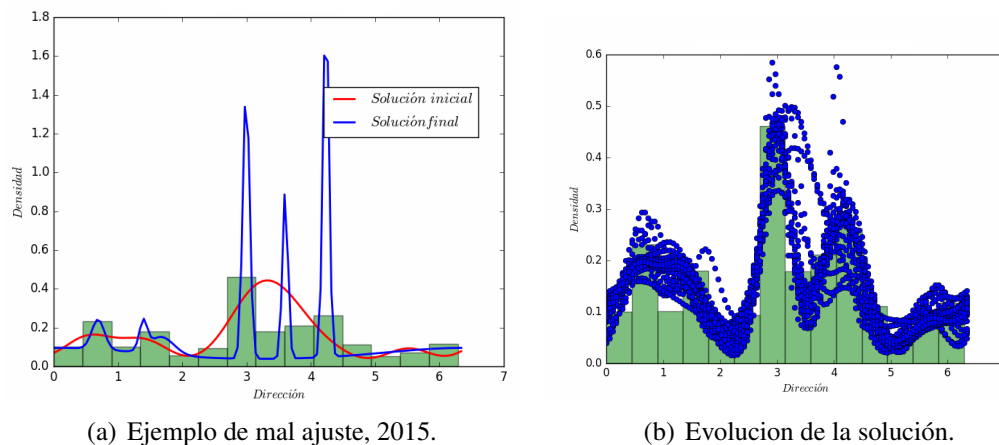 1.8
1.6
1.4
1.2
1.0
0.8
0.6
0.4
0.2
0.0
Densidad
Solución inicial
Solución final
0 1 2 3 4 5 6 7
Dirección
(a) Ejemplo de mal ajuste, 2015.
0.6
0.5
0.4
0.3
0.2
0.1
0.0
Densidad
0 1 2 3 4 5 6
Dirección
(b) Evolucion de la solución.